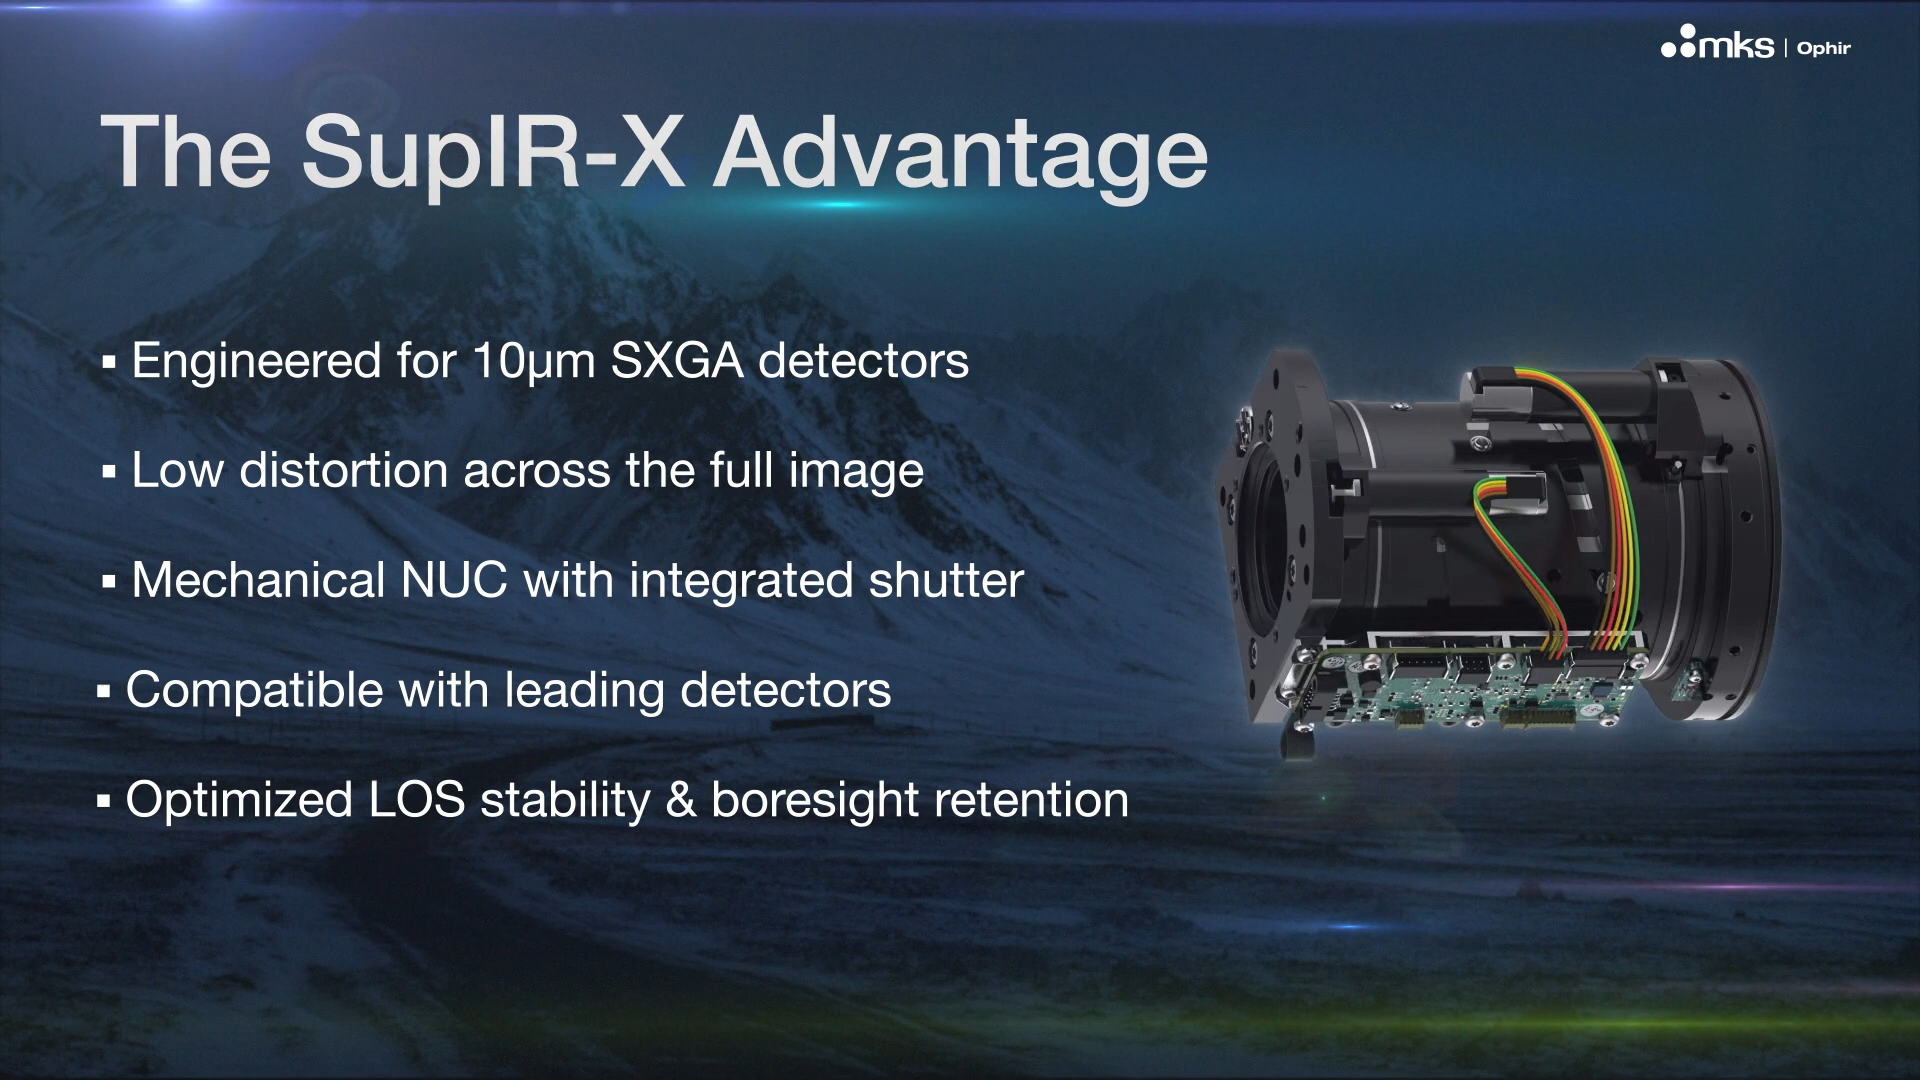 mks | Ophir
The SupIR-X Advantage
▪ Engineered for 10µm SXGA detectors
▪ Low distortion across the full image
▪ Mechanical NUC with integrated shutter
▪ Compatible with leading detectors
▪ Optimized LOS stability & boresight retention